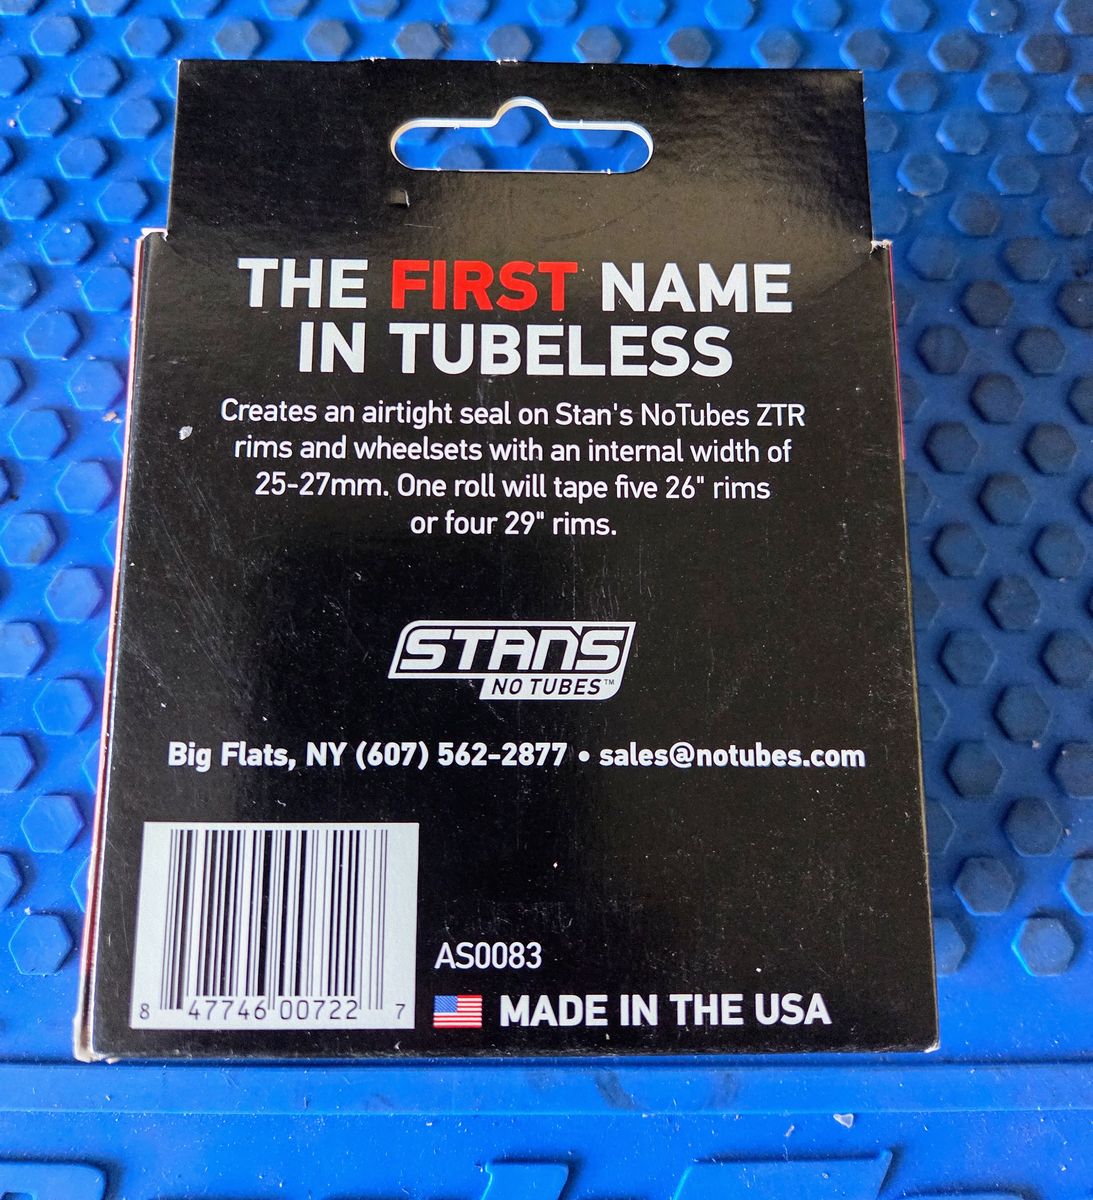 THE FIRST NAME
IN TUBELESS
Creates an airtight seal on Stan's NoTubes ZTR
rims and wheelsets with an internal width of
25-27mm. One roll will tape five 26" rims
or four 29" rims.
STAN'S
NO TUBES™
Big Flats, NY (607) 562-2877 • sales@notubes.com
8 47746 00722 7
AS0083
MADE IN THE USA